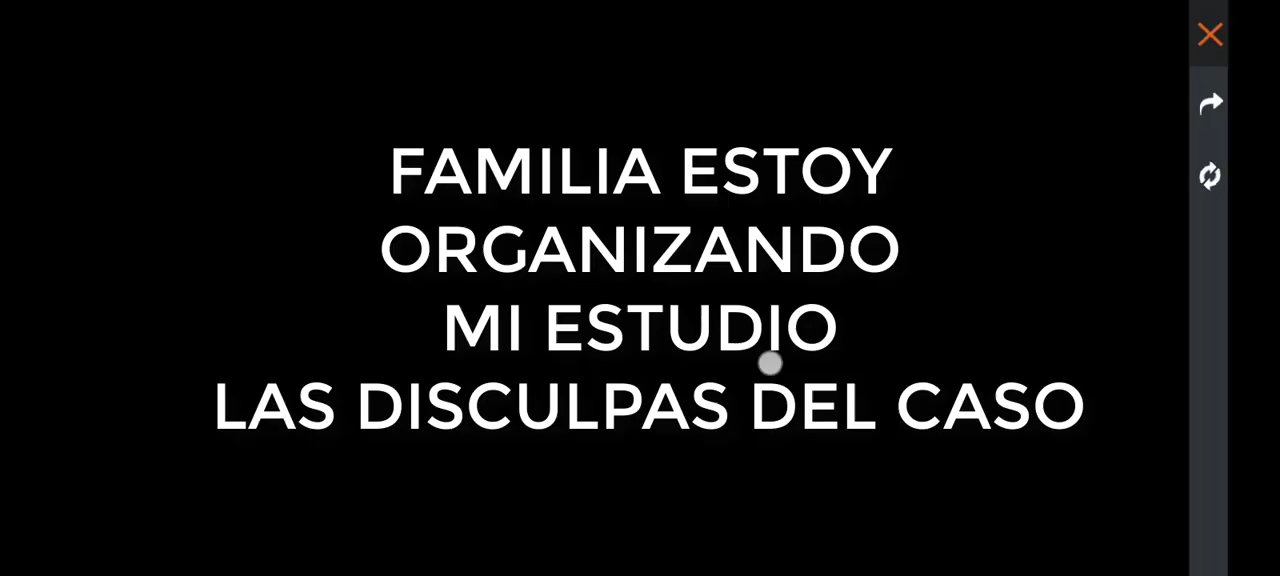 FAMILIA ESTOY
ORGANIZANDO
MI ESTUDIO
LAS DISCULPAS DEL CASO